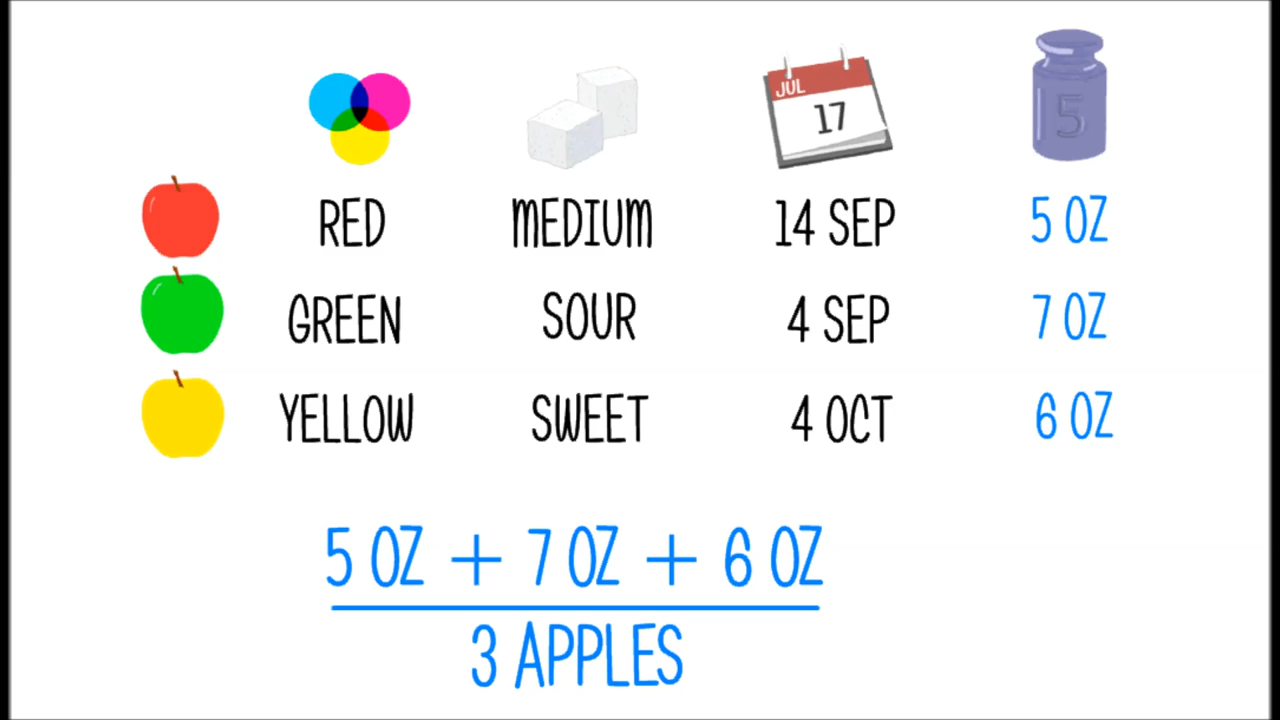 JUL
17
5
RED MEDIUM 14 SEP 5 OZ
GREEN SOUR 4 SEP 7 OZ
YELLOW SWEET 4 OCT 6 OZ
5 OZ + 7 OZ + 6 OZ
3 APPLES